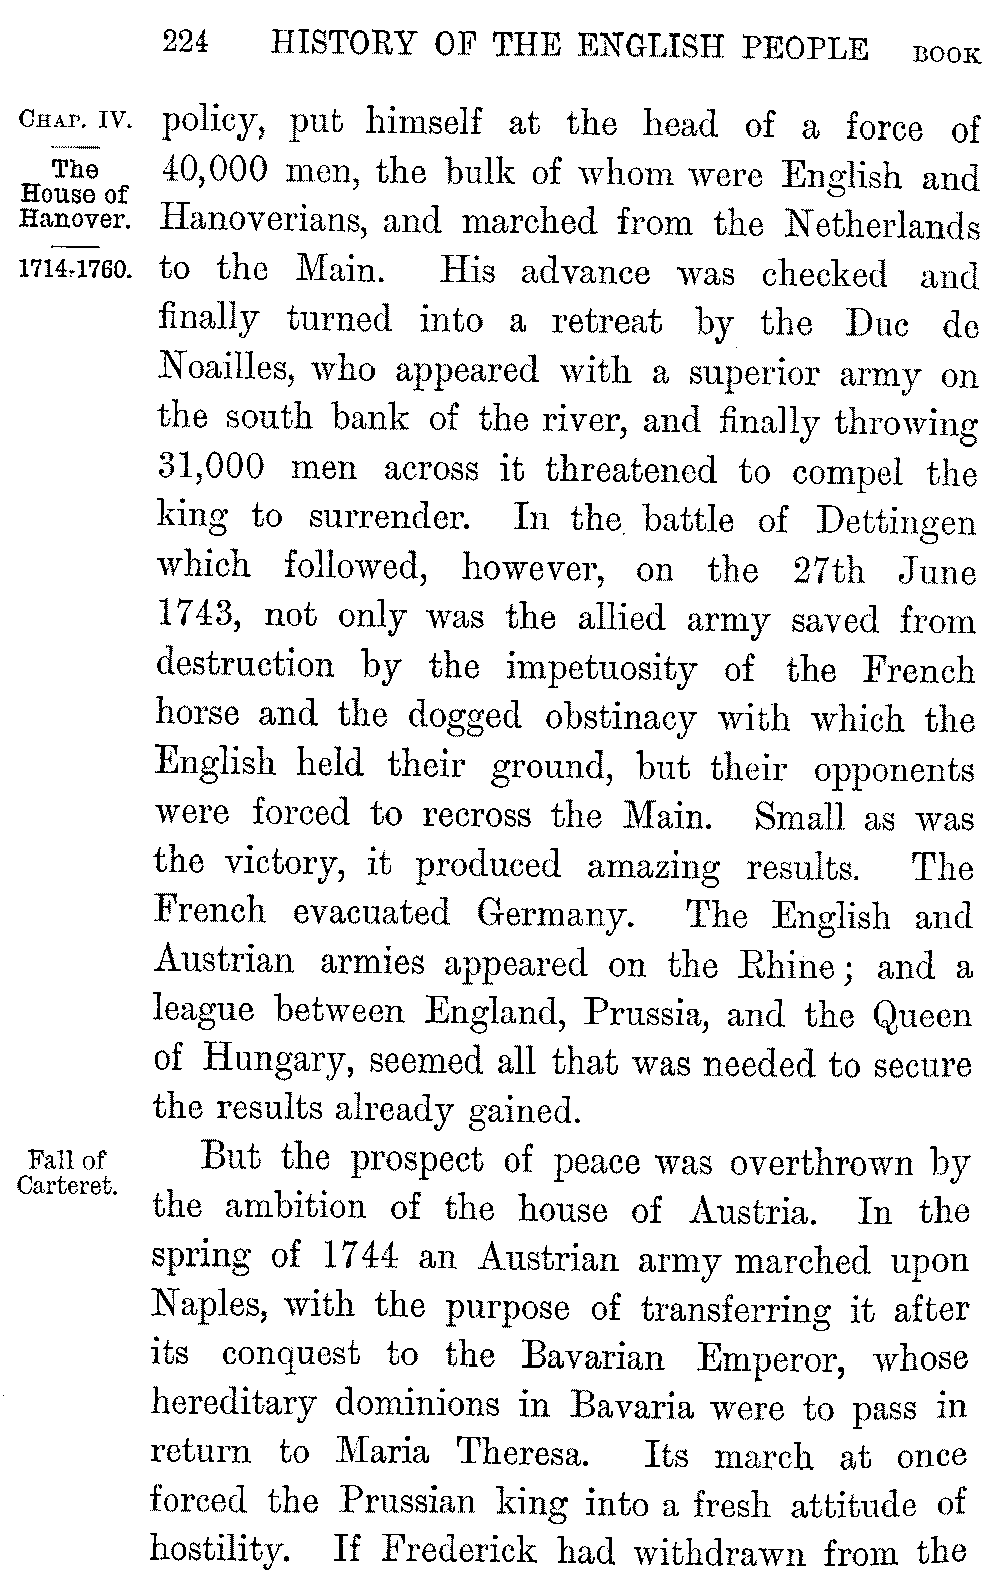 224 HISTORY OF THE ENGLISH PEOPLE BOOK
CHAP. IV.
The
House of
Hanover.
1714-1760.
policy, put himself at the head of a force of
40,000 men, the bulk of whom were English and
Hanoverians, and marched from the Netherlands
to the Main. His advance was checked and
finally turned into a retreat by the Duc de
Noailles, who appeared with a superior army on
the south bank of the river, and finally throwing
31,000 men across it threatened to compel the
king to surrender. In the battle of Dettingen
which followed, however, on the 27th June
1743, not only was the allied army saved from
destruction by the impetuosity of the French
horse and the dogged obstinacy with which the
English held their ground, but their opponents
were forced to recross the Main. Small as was
the victory, it produced amazing results. The
French evacuated Germany. The English and
Austrian armies appeared on the Rhine; and a
league between England, Prussia, and the Queen
of Hungary, seemed all that was needed to secure
the results already gained.
Fall of
Carteret.
But the prospect of peace was overthrown by
the ambition of the house of Austria. In the
spring of 1744 an Austrian army marched upon
Naples, with the purpose of transferring it after
its conquest to the Bavarian Emperor, whose
hereditary dominions in Bavaria were to pass in
return to Maria Theresa. Its march at once
forced the Prussian king into a fresh attitude of
hostility. If Frederick had withdrawn from the